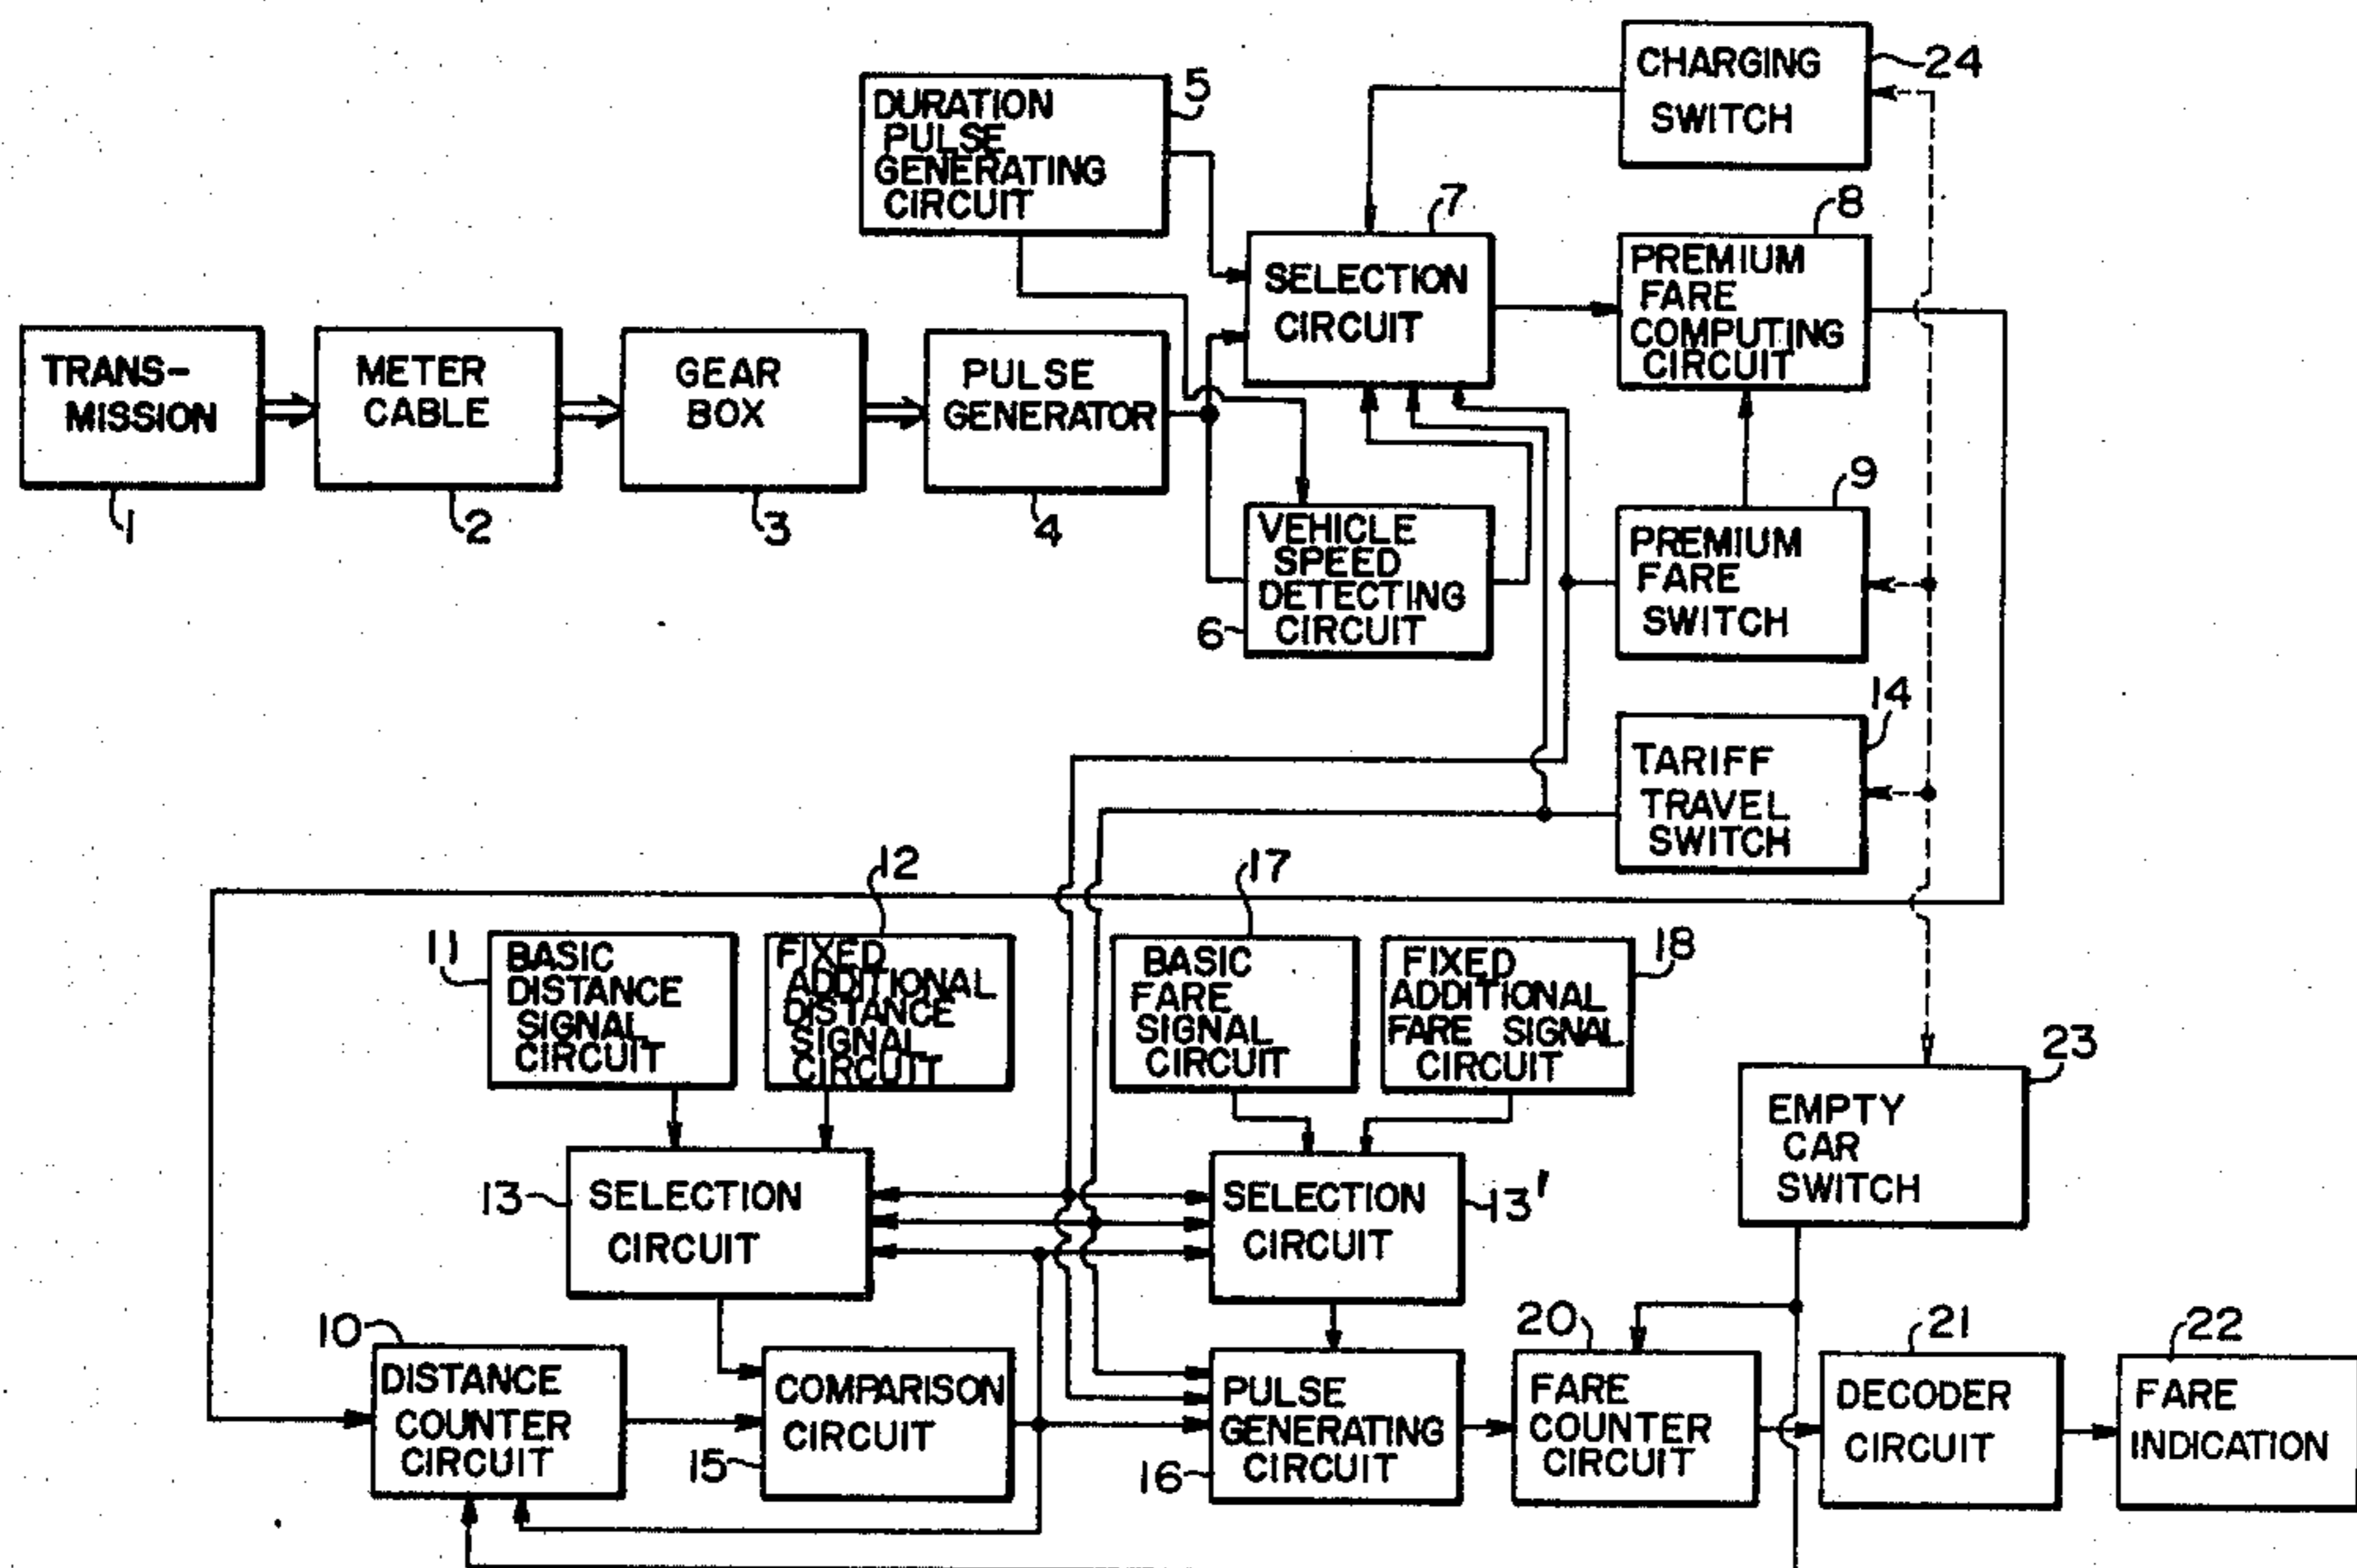 CHARGING
SWITCH
24
DURATION
PULSE
GENERATING
CIRCUIT
5
SELECTION
CIRCUIT
7
PREMIUM
FARE
COMPUTING
CIRCUIT
8
TRANS-
MISSION
1
METER
CABLE
2
GEAR
BOX
3
PULSE
GENERATOR
4
VEHICLE
SPEED
DETECTING
CIRCUIT
6
PREMIUM
FARE
SWITCH
9
TARIFF
TRAVEL
SWITCH
14
11
BASIC
DISTANCE
SIGNAL
CIRCUIT
12
FIXED
ADDITIONAL
DISTANCE
SIGNAL
CIRCUIT
17
BASIC
FARE
SIGNAL
CIRCUIT
18
FIXED
ADDITIONAL
FARE SIGNAL
CIRCUIT
23
EMPTY
CAR
SWITCH
13
SELECTION
CIRCUIT
13'
SELECTION
CIRCUIT
10
DISTANCE
COUNTER
CIRCUIT
15
COMPARISON
CIRCUIT
16
PULSE
GENERATING
CIRCUIT
20
FARE
COUNTER
CIRCUIT
21
DECODER
CIRCUIT
22
FARE
INDICATION